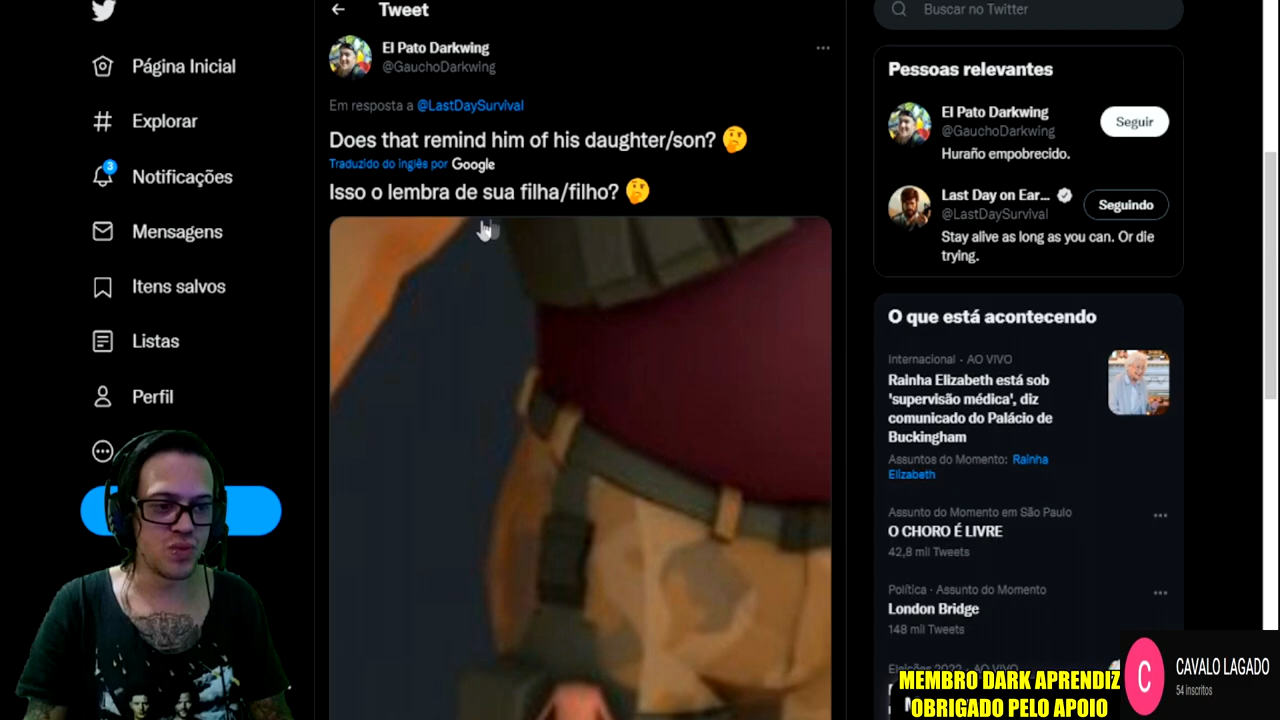 Tweet
El Pato Darkwing
@GauchoDarkwing
Em resposta a @LastDaySurvival
Does that remind him of his daughter/son? 🤔
Traduzido do inglês por Google
Isso o lembra de sua filha/filho? 🤔
Página Inicial
Explorar
3
Notificações
Mensagens
Itens salvos
Listas
Perfil
Buscar no Twitter
Pessoas relevantes
El Pato Darkwing
@GauchoDarkwing
Seguir
Huraño empobrecido.
Last Day on Ear...
@LastDaySurvival
Seguindo
Stay alive as long as you can. Or die
trying.
O que está acontecendo
Internacional · AO VIVO
Rainha Elizabeth está sob
'supervisão médica', diz
comunicado do Palácio de
Buckingham
Assuntos do Momento: Rainha
Elizabeth
Assunto do Momento em São Paulo
O CHORO É LIVRE
42,8 mil Tweets
Política · Assunto do Momento
London Bridge
148 mil Tweets
Eleições 2022 · AO VIVO
MEMBRO DARK APRENDIZ
OBRIGADO PELO APOIO
C
CAVALO LAGADO
54 inscritos